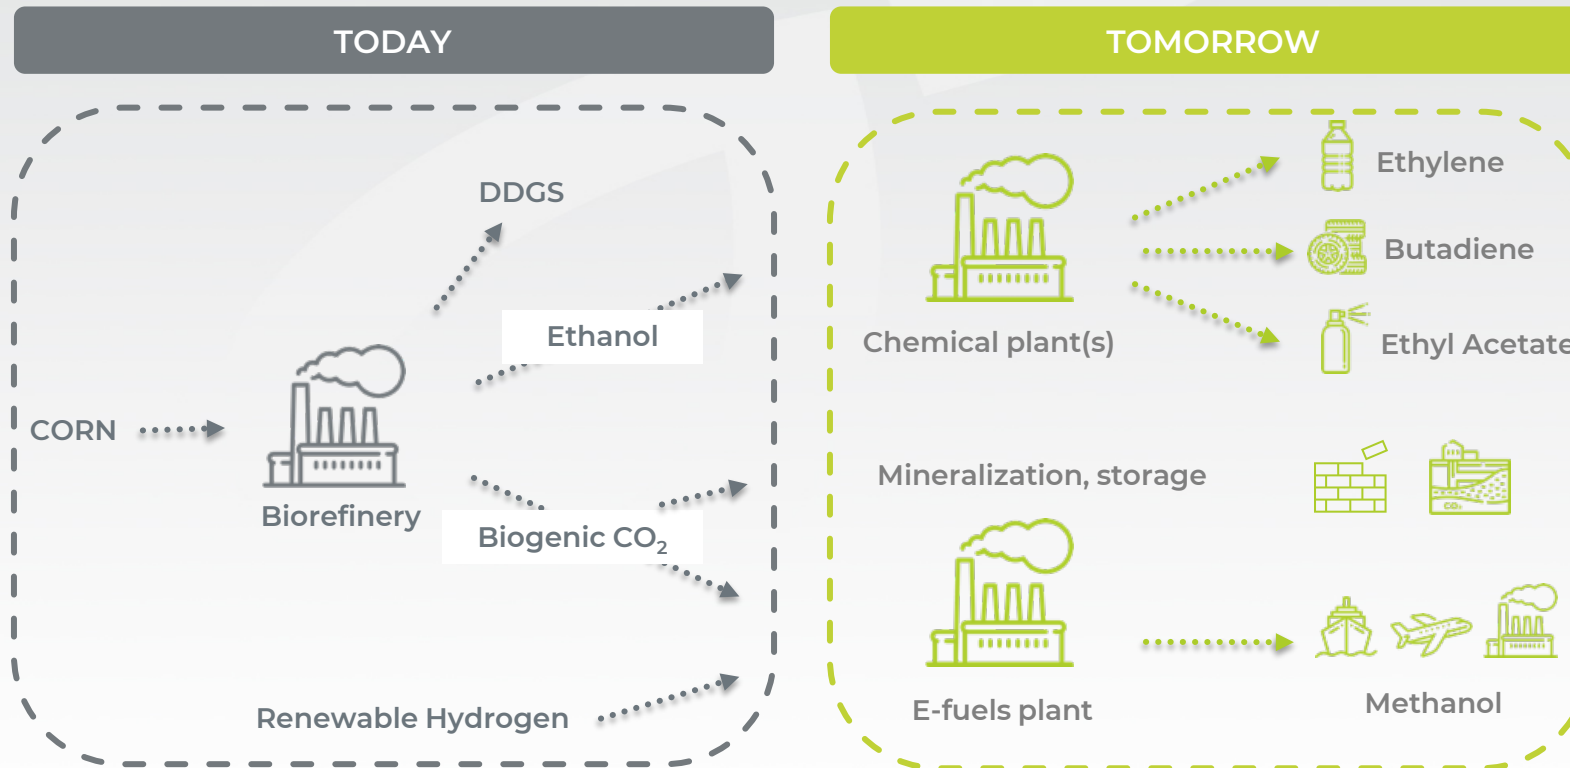 TODAY
DDGS
Ethanol
CORN
Biorefinery
Biogenic CO₂
Renewable Hydrogen
TOMORROW
Ethylene
Butadiene
Chemical plant(s)
Ethyl Acetate
Mineralization, storage
CO₂
E-fuels plant
Methanol